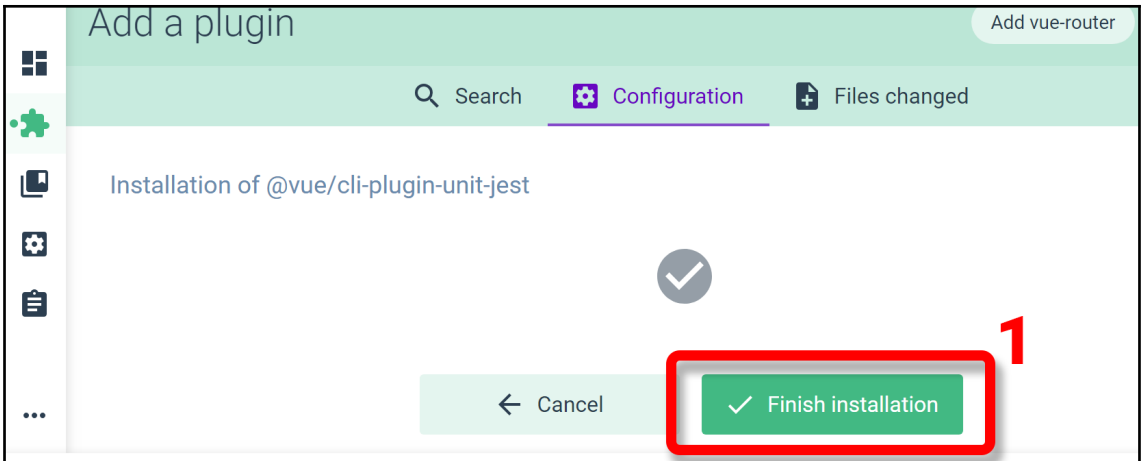 Add a plugin
Add vue-router
Search Configuration Files changed
Installation of @vue/cli-plugin-unit-jest
1
Cancel Finish installation